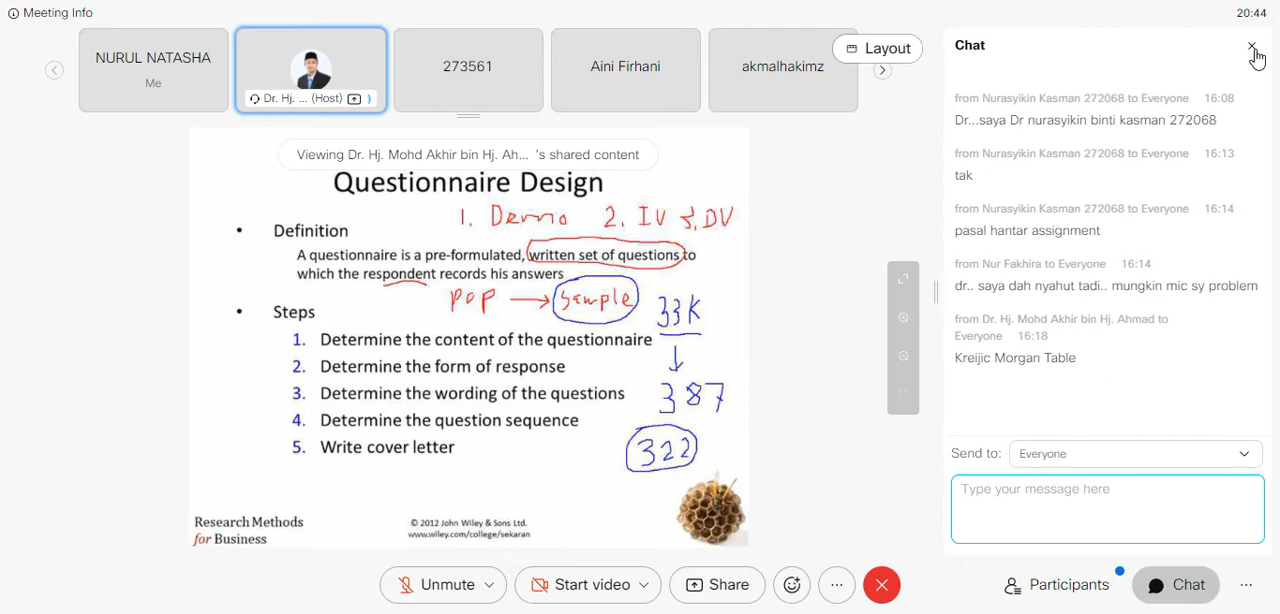 Meeting Info
20:44
NURUL NATASHA
Me
Dr. Hj. ... (Host)
273561
Aini Firhani
akmalhakimz
Layout
Viewing Dr. Hj. Mohd Akhir bin Hj. Ah... 's shared content
Questionnaire Design
1. Demo 2. IV & DV
• Definition
A questionnaire is a pre-formulated, written set of questions to
which the respondent records his answers
pop → sample
33K
• Steps
1. Determine the content of the questionnaire
2. Determine the form of response
3. Determine the wording of the questions
387
4. Determine the question sequence
5. Write cover letter
322
Research Methods
for Business
© 2012 John Wiley & Sons Ltd.
www.wiley.com/college/sekaran
Unmute
Start video
Share
Chat
from Nurasyikin Kasman 272068 to Everyone 16:08
Dr...saya Dr nurasyikin binti kasman 272068
from Nurasyikin Kasman 272068 to Everyone 16:13
tak
from Nurasyikin Kasman 272068 to Everyone 16:14
pasal hantar assignment
from Nur Fakhira to Everyone 16:14
dr.. saya dah nyahut tadi.. mungkin mic sy problem
from Dr. Hj. Mohd Akhir bin Hj. Ahmad to
Everyone 16:18
Kreijic Morgan Table
Send to: Everyone
Type your message here
Participants
Chat